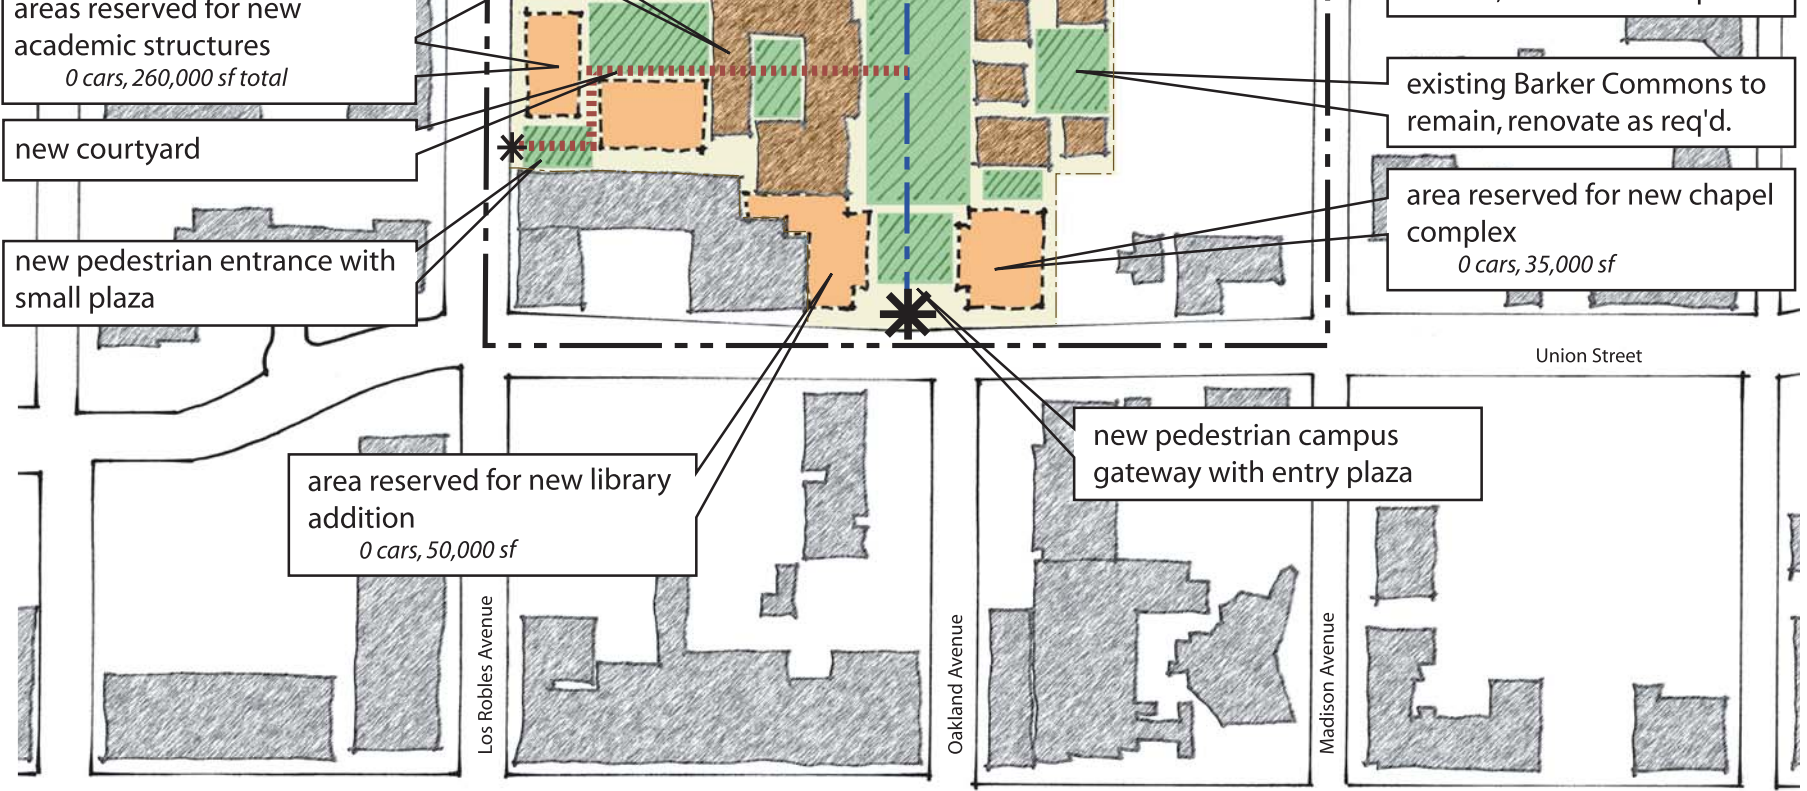 areas reserved for new
academic structures
0 cars, 260,000 sf total
new courtyard
new pedestrian entrance with
small plaza
existing Barker Commons to
remain, renovate as req'd.
area reserved for new chapel
complex
0 cars, 35,000 sf
Union Street
new pedestrian campus
gateway with entry plaza
area reserved for new library
addition
0 cars, 50,000 sf
Los Robles Avenue
Oakland Avenue
Madison Avenue